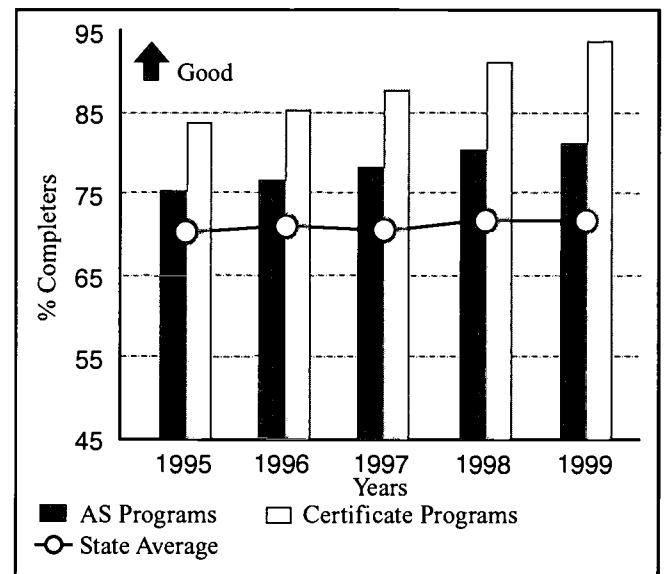 95
Good
85
75
65
55
45
% Completers
1995 1996 1997 1998 1999
Years
AS Programs Certificate Programs
State Average